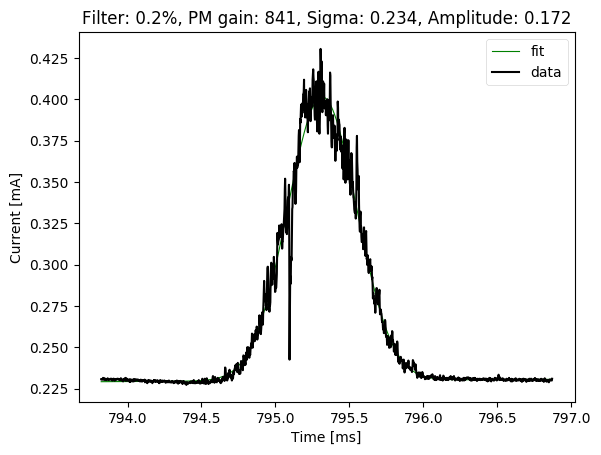 Filter: 0.2%, PM gain: 841, Sigma: 0.234, Amplitude: 0.172
fit
data
0.425
0.400
0.375
0.350
0.325
0.300
0.275
0.250
0.225
Current [mA]
794.0 794.5 795.0 795.5 796.0 796.5 797.0
Time [ms]